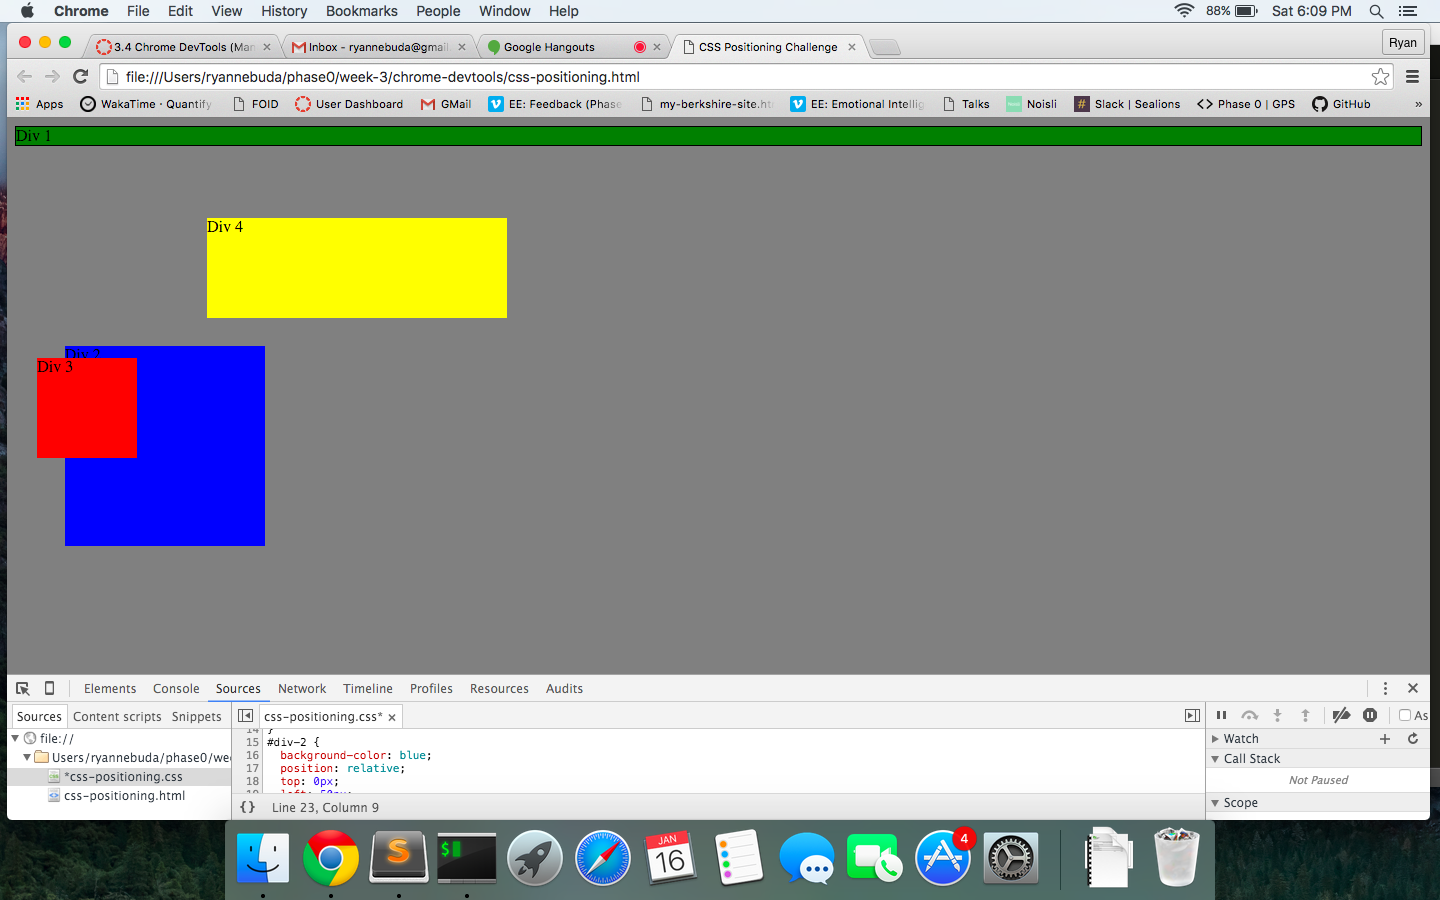 Chrome File Edit View History Bookmarks People Window Help 88% Sat 6:09 PM
3.4 Chrome DevTools (Man Inbox - ryannebuda@gmail Google Hangouts CSS Positioning Challenge Ryan
file:///Users/ryannebuda/phase0/week-3/chrome-devtools/css-positioning.html
Apps WakaTime · Quantify FOID User Dashboard GMail EE: Feedback (Phase my-berkshire-site.ht EE: Emotional Intellig Talks Noisli Slack | Sealions Phase 0 | GPS GitHub »
Div 1
Div 4
Div 2
Div 3
Elements Console Sources Network Timeline Profiles Resources Audits
Sources Content scripts Snippets css-positioning.css* As
file://
Users/ryannebuda/phase0/wee
*css-positioning.css
css-positioning.html
14 }
15 #div-2 {
16 background-color: blue;
17 position: relative;
18 top: 0px;
19 left: 50px;
{} Line 23, Column 9
Watch
Call Stack
Not Paused
Scope
JAN
16
4